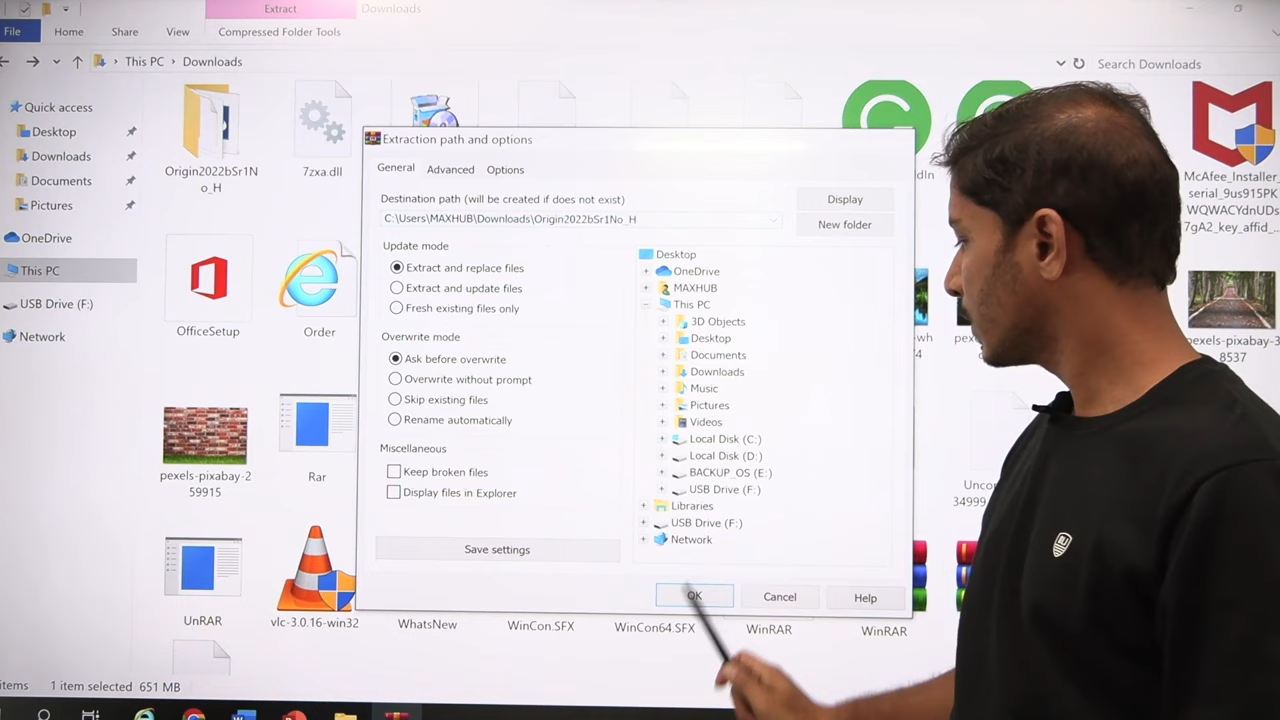 Extract
Downloads
File
Home
Share
View
Compressed Folder Tools
This PC
Downloads
Search Downloads
Quick access
Desktop
Downloads
Documents
Pictures
OneDrive
This PC
USB Drive (F:)
Network
Origin2022bSr1N
o_H
7zxa.dll
McAfee_Installer_
serial_9us915PK
WQWACYdnUDa
7gA2_key_affid_...
OfficeSetup
Order
pexels-pixabay-3
8537
pexels-pixabay-2
59915
Rar
UnRAR
vlc-3.0.16-win32
WhatsNew
WinCon.SFX
WinCon64.SFX
WinRAR
WinRAR
Extraction path and options
General
Advanced
Options
Destination path (will be created if does not exist)
C:\Users\MAXHUB\Downloads\Origin2022bSr1No_H
Display
New folder
Update mode
Extract and replace files
Extract and update files
Fresh existing files only
Overwrite mode
Ask before overwrite
Overwrite without prompt
Skip existing files
Rename automatically
Miscellaneous
Keep broken files
Display files in Explorer
Save settings
Desktop
OneDrive
MAXHUB
This PC
3D Objects
Desktop
Documents
Downloads
Music
Pictures
Videos
Local Disk (C:)
Local Disk (D:)
BACKUP_OS (E:)
USB Drive (F:)
Libraries
USB Drive (F:)
Network
OK
Cancel
Help
items
1 item selected 651 MB